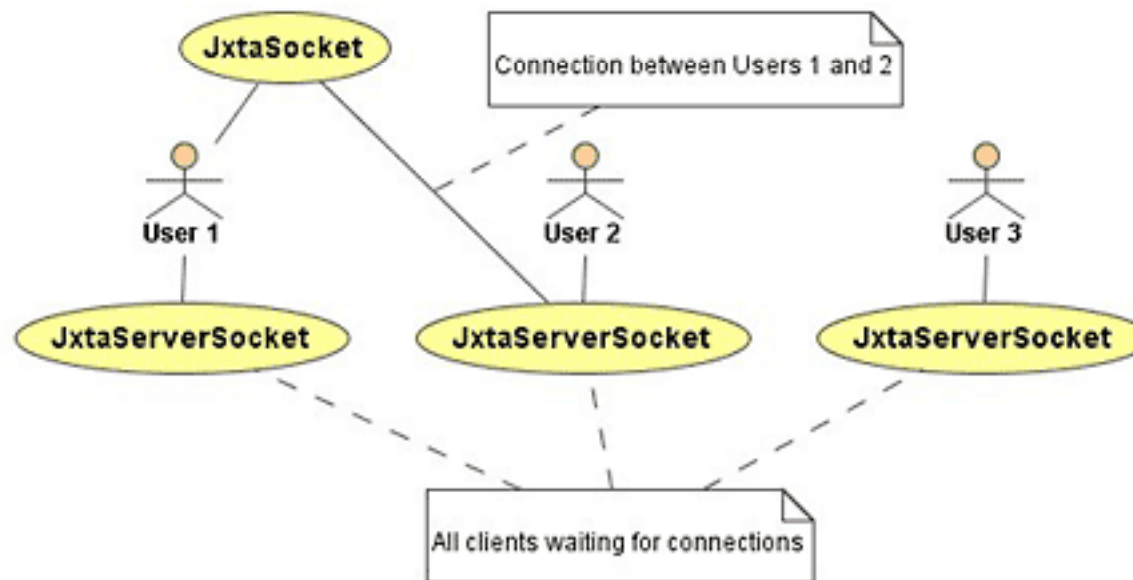 JxtaSocket
Connection between Users 1 and 2
User 1
User 2
User 3
JxtaServerSocket
JxtaServerSocket
JxtaServerSocket
All clients waiting for connections